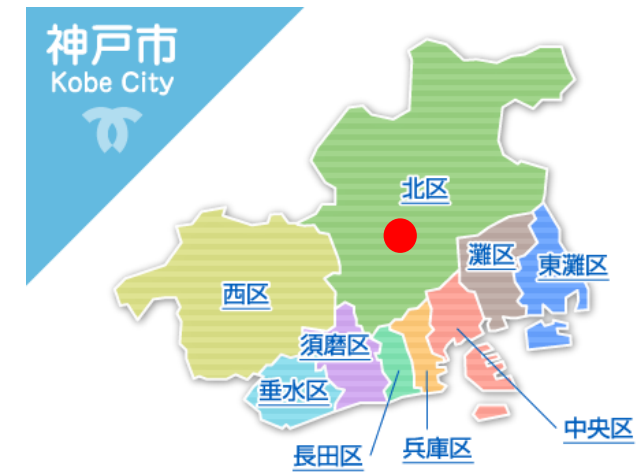 神戸市
Kobe City
北区
灘区
東灘区
西区
須磨区
垂水区
中央区
兵庫区
長田区